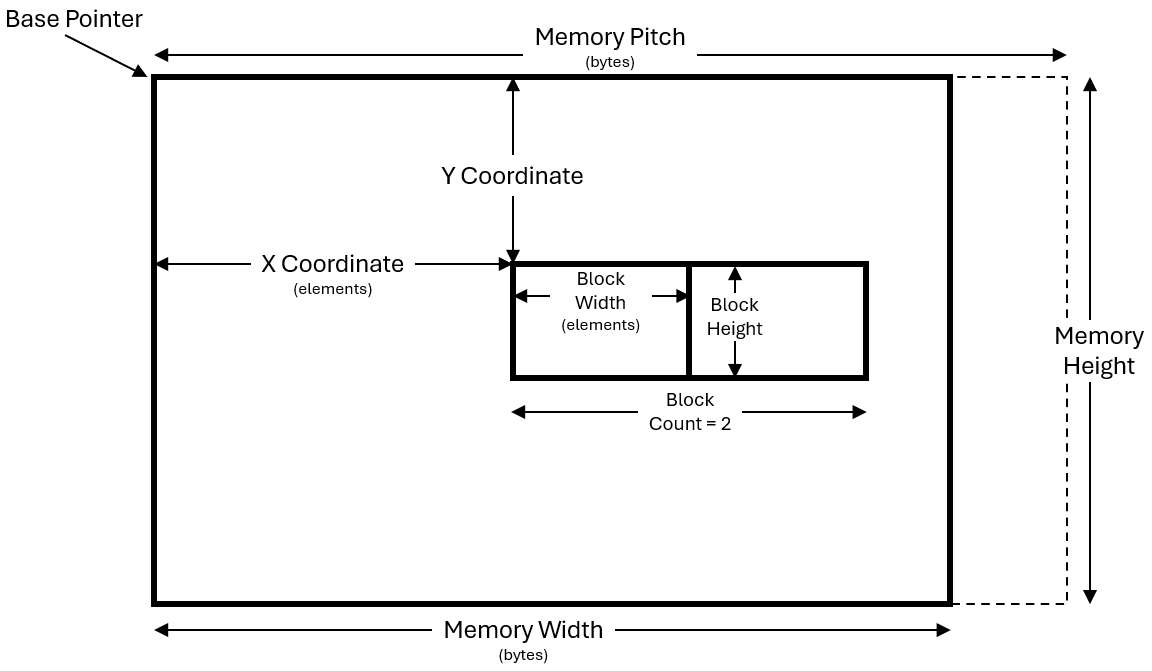 Base Pointer
Memory Pitch
(bytes)
Y Coordinate
X Coordinate
(elements)
Block
Width
(elements)
Block
Height
Block
Count = 2
Memory
Height
Memory Width
(bytes)